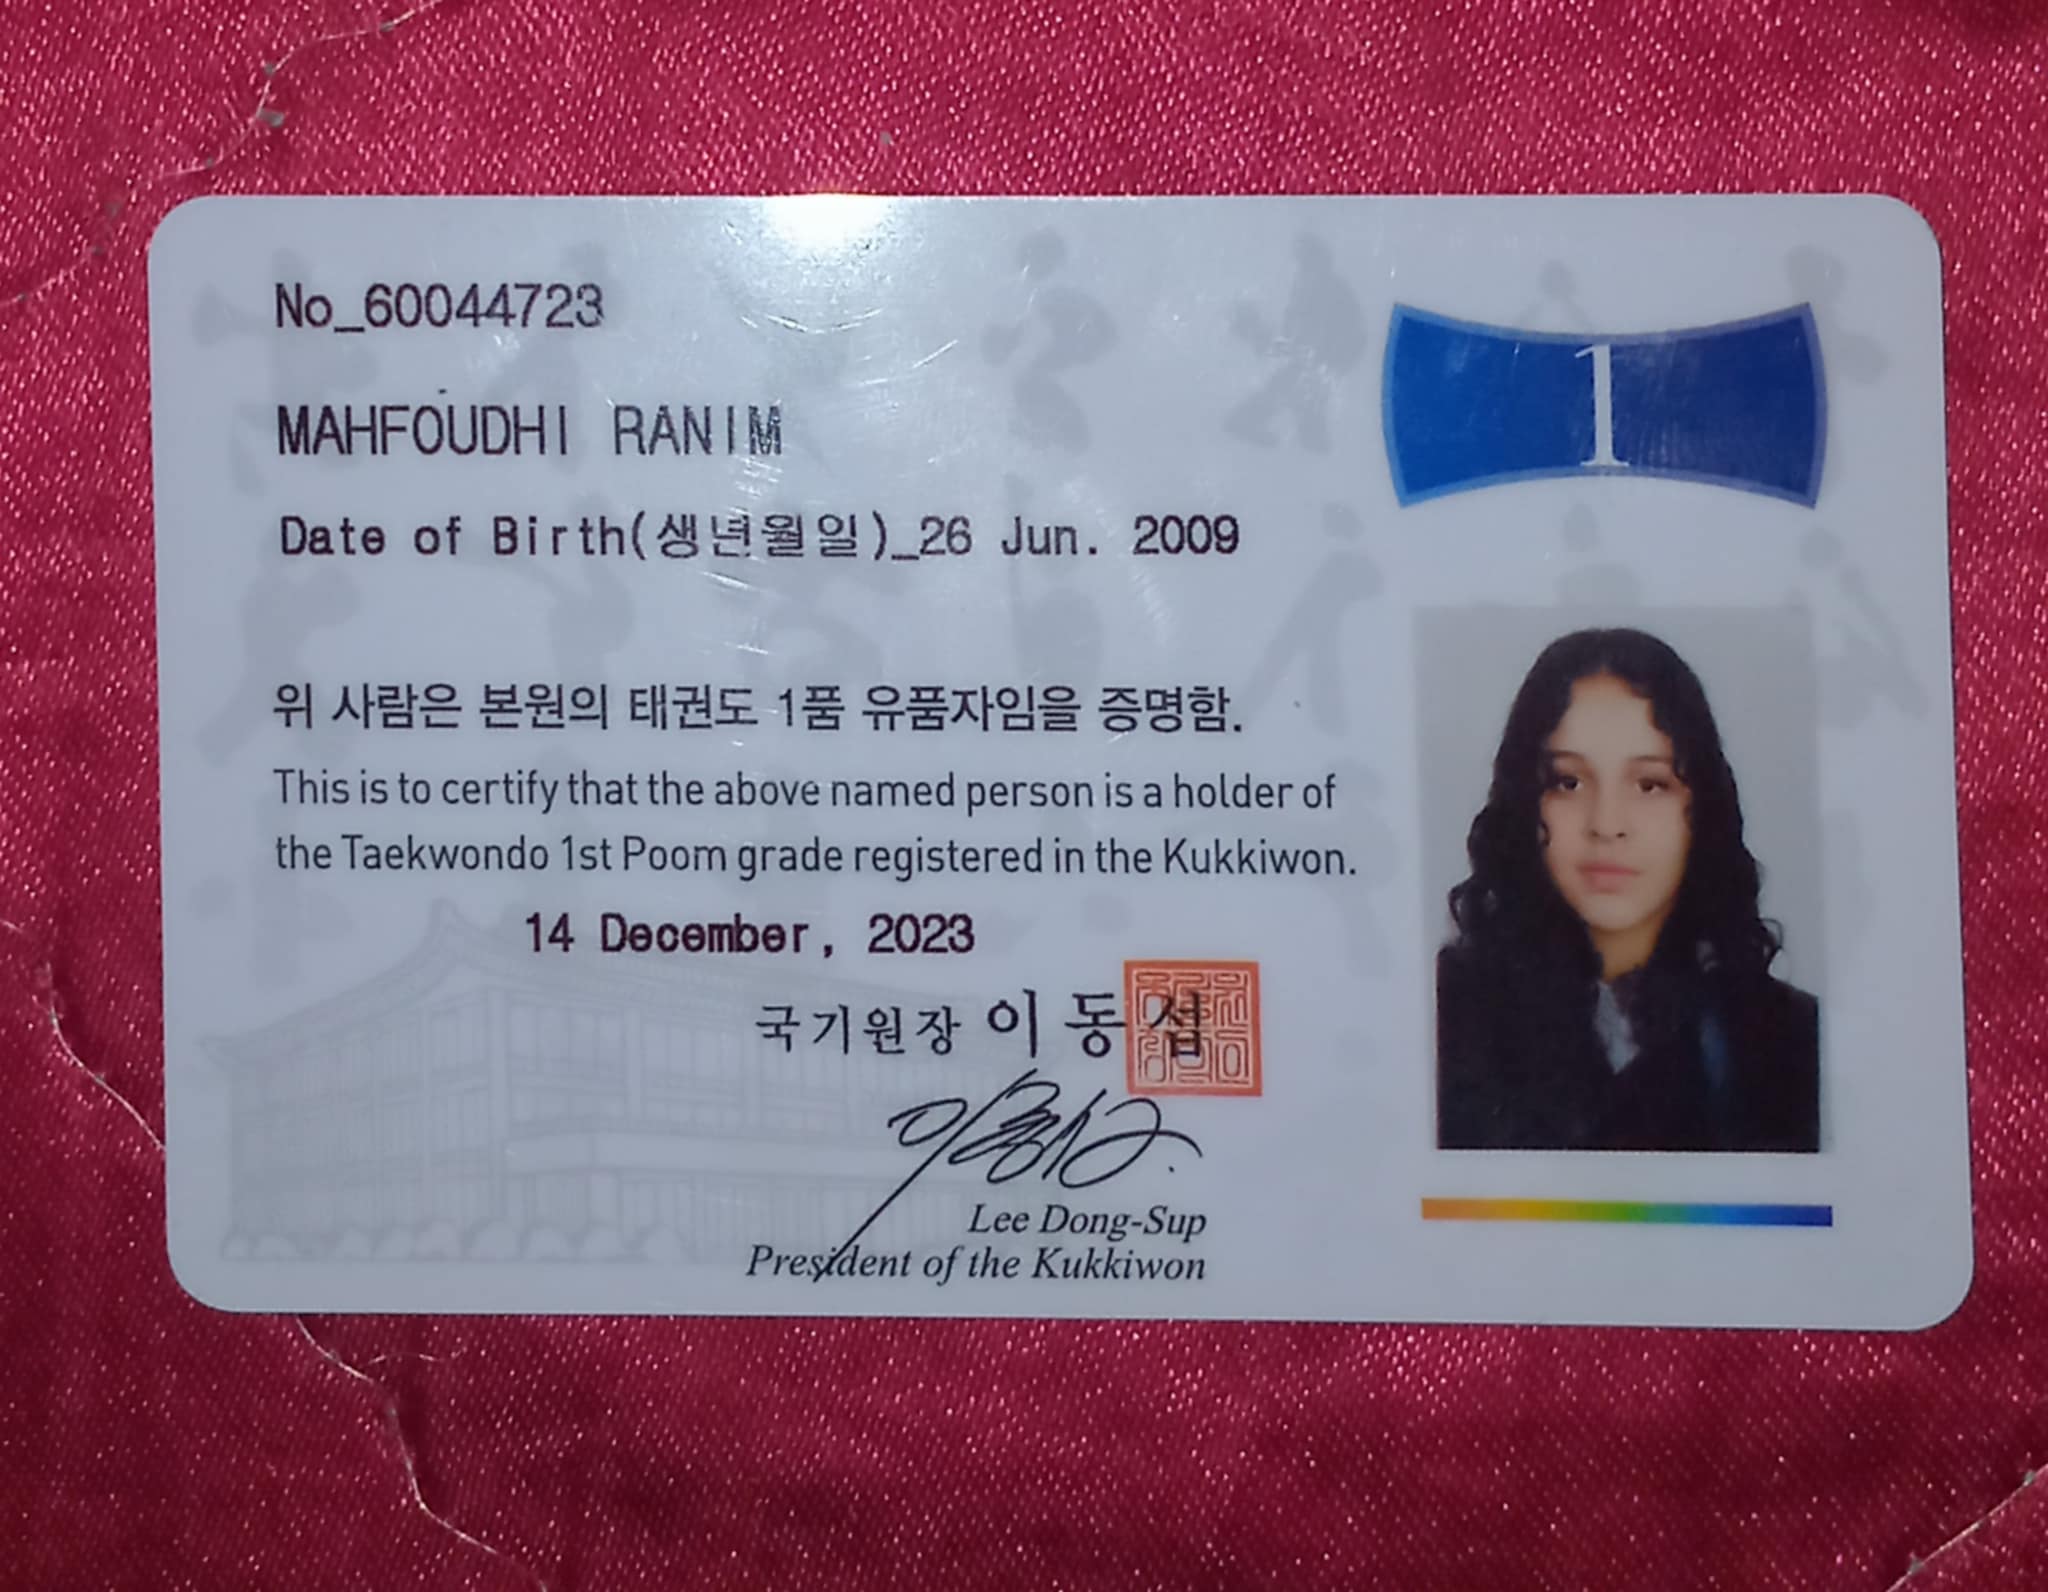 No_60044723
1
MAHFOUDHI RANIM
Date of Birth(생년월일)_26 Jun. 2009
위 사람은 본원의 태권도 1품 유품자임을 증명함.
This is to certify that the above named person is a holder of
the Taekwondo 1st Poom grade registered in the Kukkiwon.
14 December, 2023
국기원장 이동섭
Lee Dong-Sup
President of the Kukkiwon